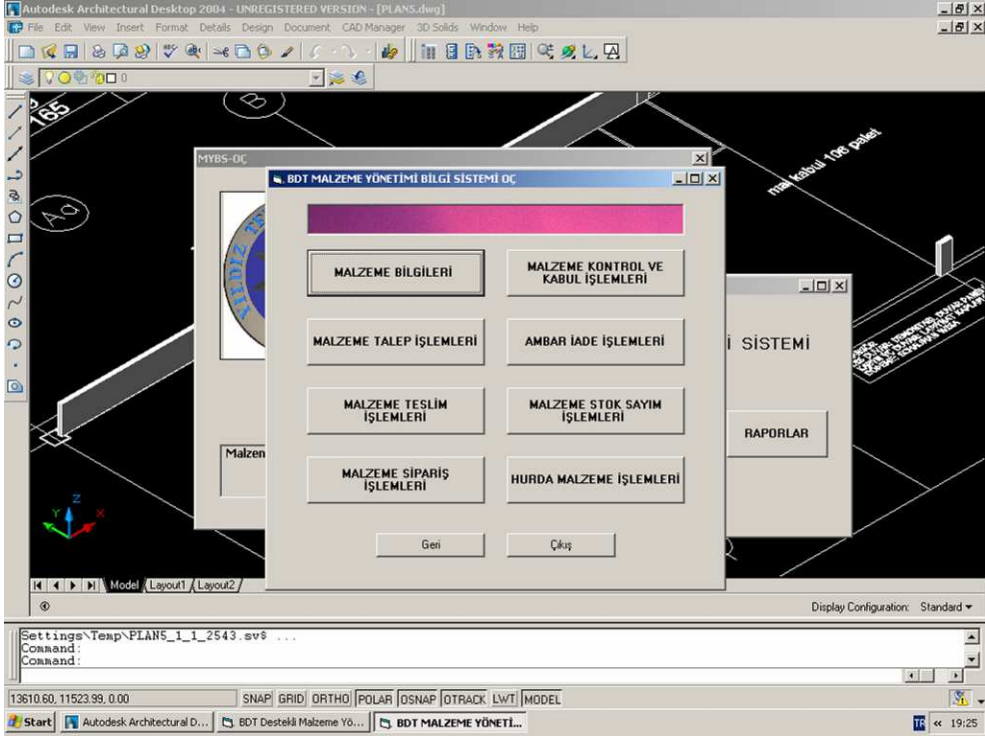 Autodesk Architectural Desktop 2004 - UNREGISTERED VERSION - [PLAN5.dwg]
File Edit View Insert Format Details Design Document CAD Manager 3D Solids Window Help
0
165
B
Aa
mal kabul 108 palet
MYBS-OÇ
YILDIZ TE
Malzem
BDT MALZEME YÖNETİMİ BİLGİ SİSTEMİ OÇ
MALZEME BİLGİLERİ
MALZEME KONTROL VE
KABUL İŞLEMLERİ
MALZEME TALEP İŞLEMLERİ
AMBAR İADE İŞLEMLERİ
MALZEME TESLİM
İŞLEMLERİ
MALZEME STOK SAYIM
İŞLEMLERİ
MALZEME SİPARİŞ
İŞLEMLERİ
HURDA MALZEME İŞLEMLERİ
Geri
Çıkış
İ SİSTEMİ
RAPORLAR
Z
Y
X
Model Layout1 Layout2
Display Configuration: Standard
Settings\Temp\PLAN5_1_1_2543.sv$ ...
Command:
Command:
13610.60, 11523.99, 0.00
SNAP GRID ORTHO POLAR OSNAP OTRACK LWT MODEL
Start
Autodesk Architectural D...
BDT Destekli Malzeme Yö...
BDT MALZEME YÖNETİ...
TR
19:25